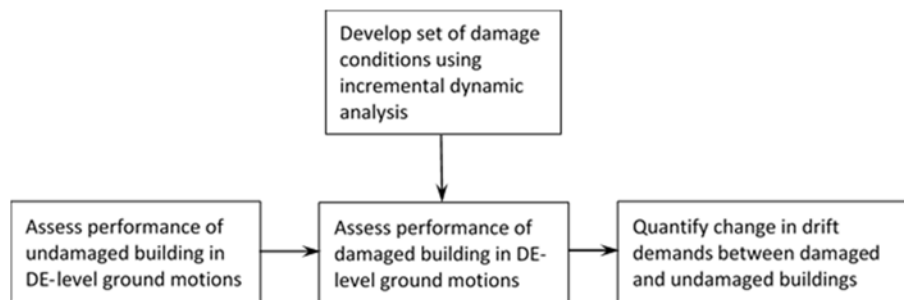 Develop set of damage
conditions using
incremental dynamic
analysis
Assess performance of
undamaged building in
DE-level ground motions
Assess performance of
damaged building in DE-
level ground motions
Quantify change in drift
demands between damaged
and undamaged buildings